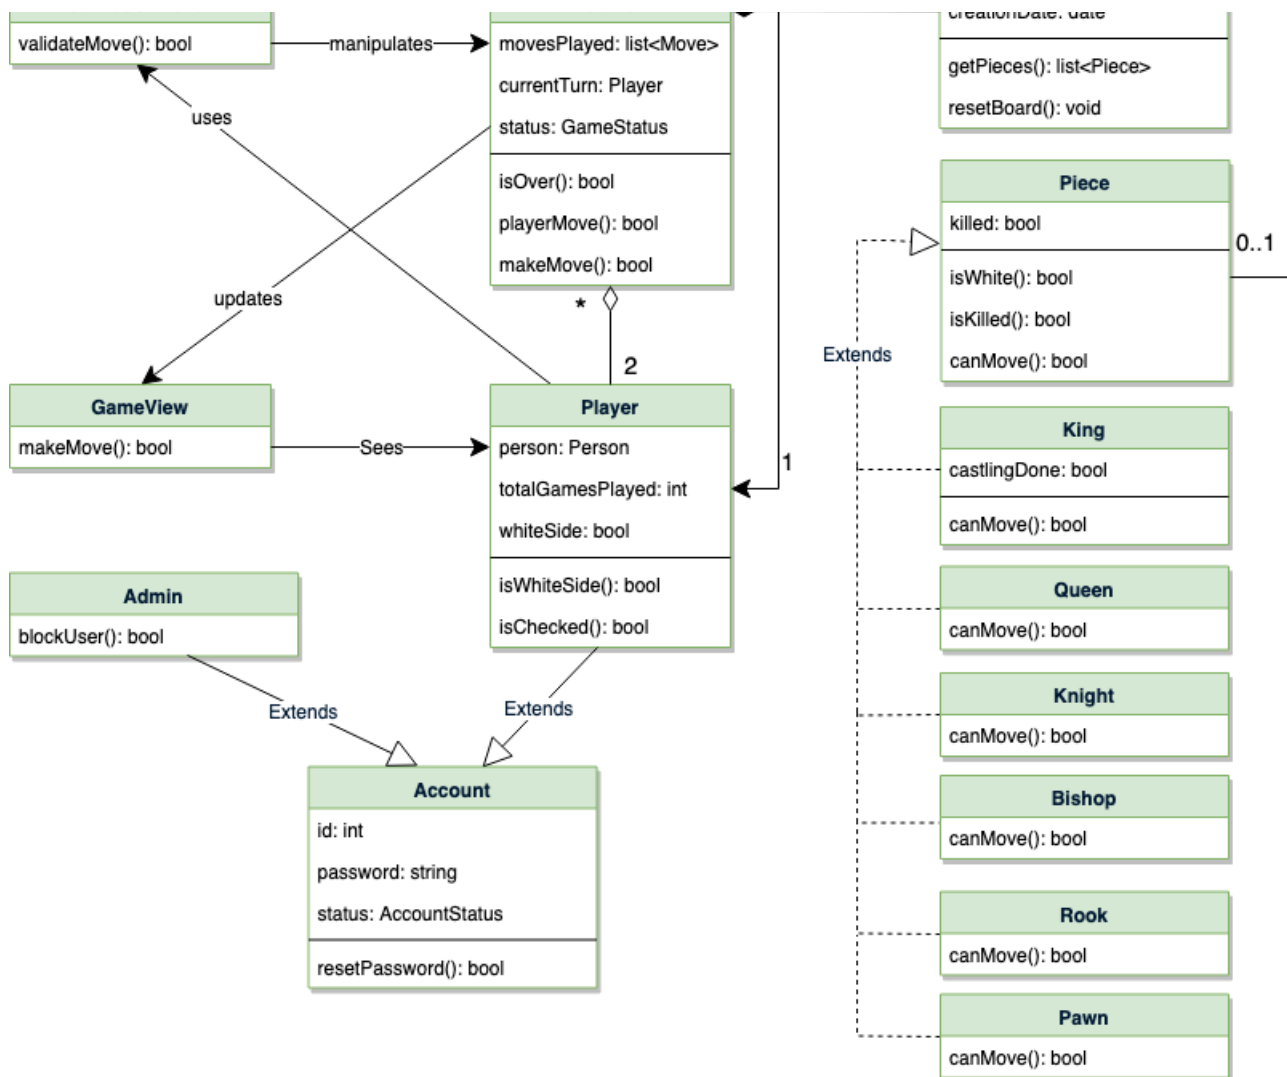 validateMove(): bool
manipulates
movesPlayed: list<Move>
currentTurn: Player
status: GameStatus
isOver(): bool
playerMove(): bool
makeMove(): bool
creationDate: date
getPieces(): list<Piece>
resetBoard(): void
uses
updates
*
2
1
Piece
killed: bool
isWhite(): bool
isKilled(): bool
canMove(): bool
0..1
Extends
GameView
makeMove(): bool
Sees
Player
person: Person
totalGamesPlayed: int
whiteSide: bool
isWhiteSide(): bool
isChecked(): bool
King
castlingDone: bool
canMove(): bool
Admin
blockUser(): bool
Extends
Extends
Queen
canMove(): bool
Knight
canMove(): bool
Account
id: int
password: string
status: AccountStatus
resetPassword(): bool
Bishop
canMove(): bool
Rook
canMove(): bool
Pawn
canMove(): bool